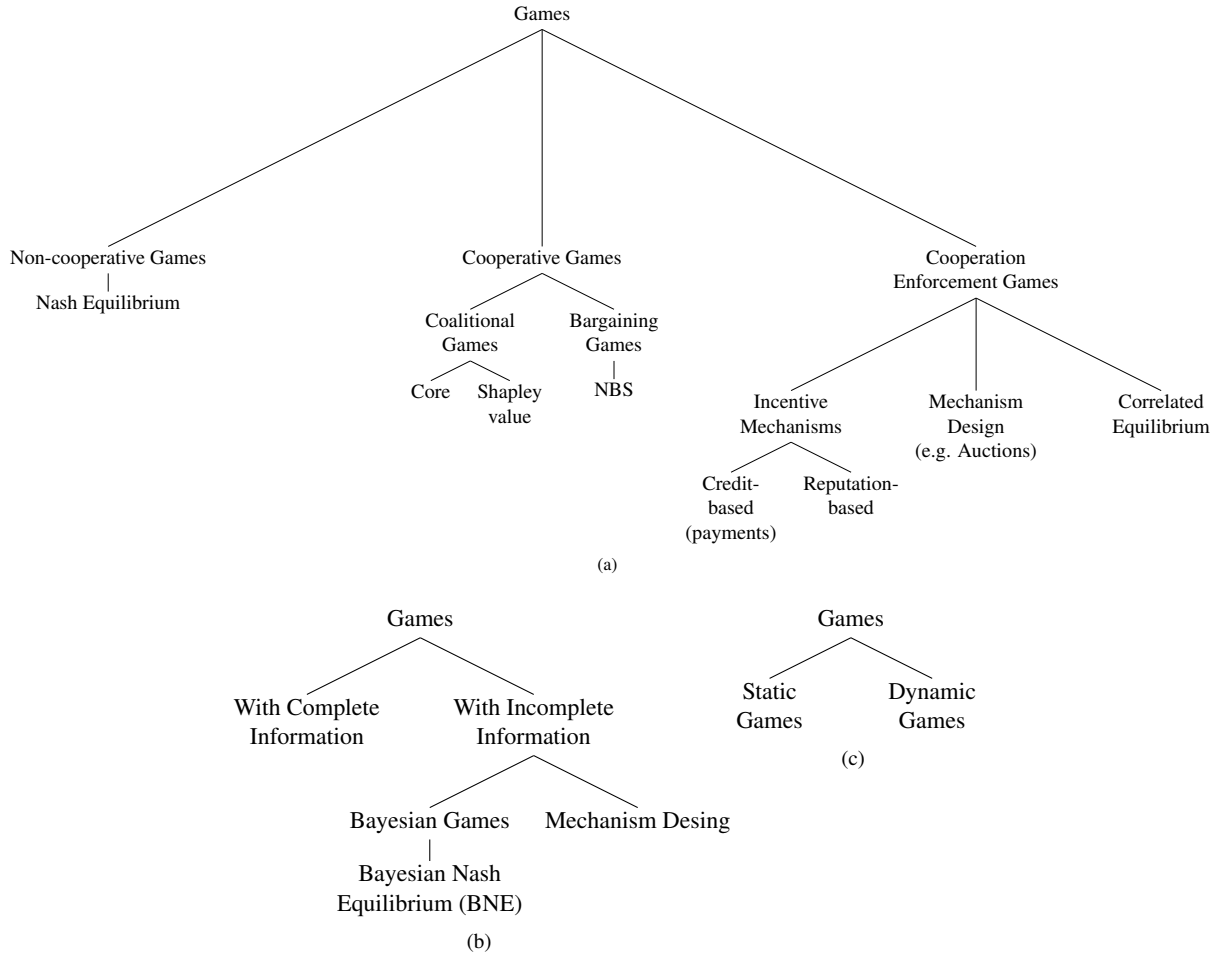 Games
Non-cooperative Games
Nash Equilibrium
Cooperative Games
Coalitional
Games
Core
Shapley
value
Bargaining
Games
NBS
Cooperation
Enforcement Games
Incentive
Mechanisms
Credit-
based
(payments)
Reputation-
based
Mechanism
Design
(e.g. Auctions)
Correlated
Equilibrium
(a)
Games
With Complete
Information
With Incomplete
Information
Bayesian Games
Bayesian Nash
Equilibrium (BNE)
Mechanism Desing
(b)
Games
Static
Games
Dynamic
Games
(c)